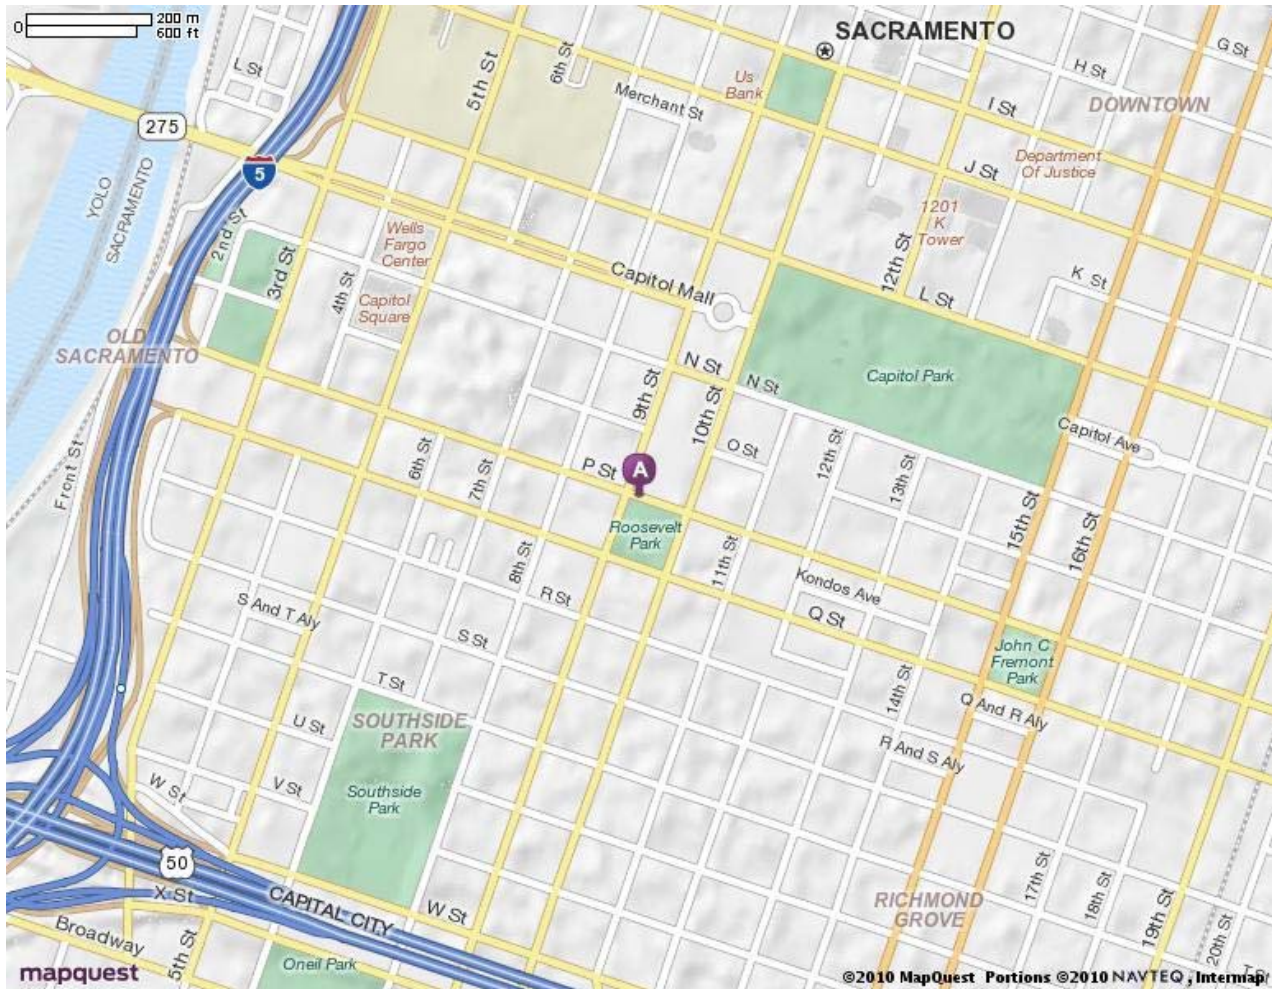 0
200 m
600 ft
SACRAMENTO
G St
H St
L St
5th St
6th St
Us
Bank
Merchant St
I St
DOWNTOWN
275
5
J St
Department
Of Justice
YOLO
SACRAMENTO
2nd St
3rd St
Wells
Fargo
Center
1201
K
Tower
12th St
K St
L St
Capitol Mall
4th St
Capitol
Square
OLD
SACRAMENTO
N St
N St
Capitol Park
9th St
10th St
Capitol Ave
O St
12th St
13th St
6th St
7th St
P St
A
Front St
Roosevelt
Park
15th St
16th St
8th St
11th St
Kondos Ave
R St
S And T Aly
Q St
S St
John C
Fremont
Park
T St
14th St
Q And R Aly
U St
SOUTHSIDE
PARK
R And S Aly
W St
V St
Southside
Park
50
X St
CAPITAL CITY
W St
RICHMOND
GROVE
17th St
18th St
19th St
20th St
Broadway
5th St
Oneil Park
mapquest
©2010 MapQuest Portions ©2010 NAVTEQ, Intermap